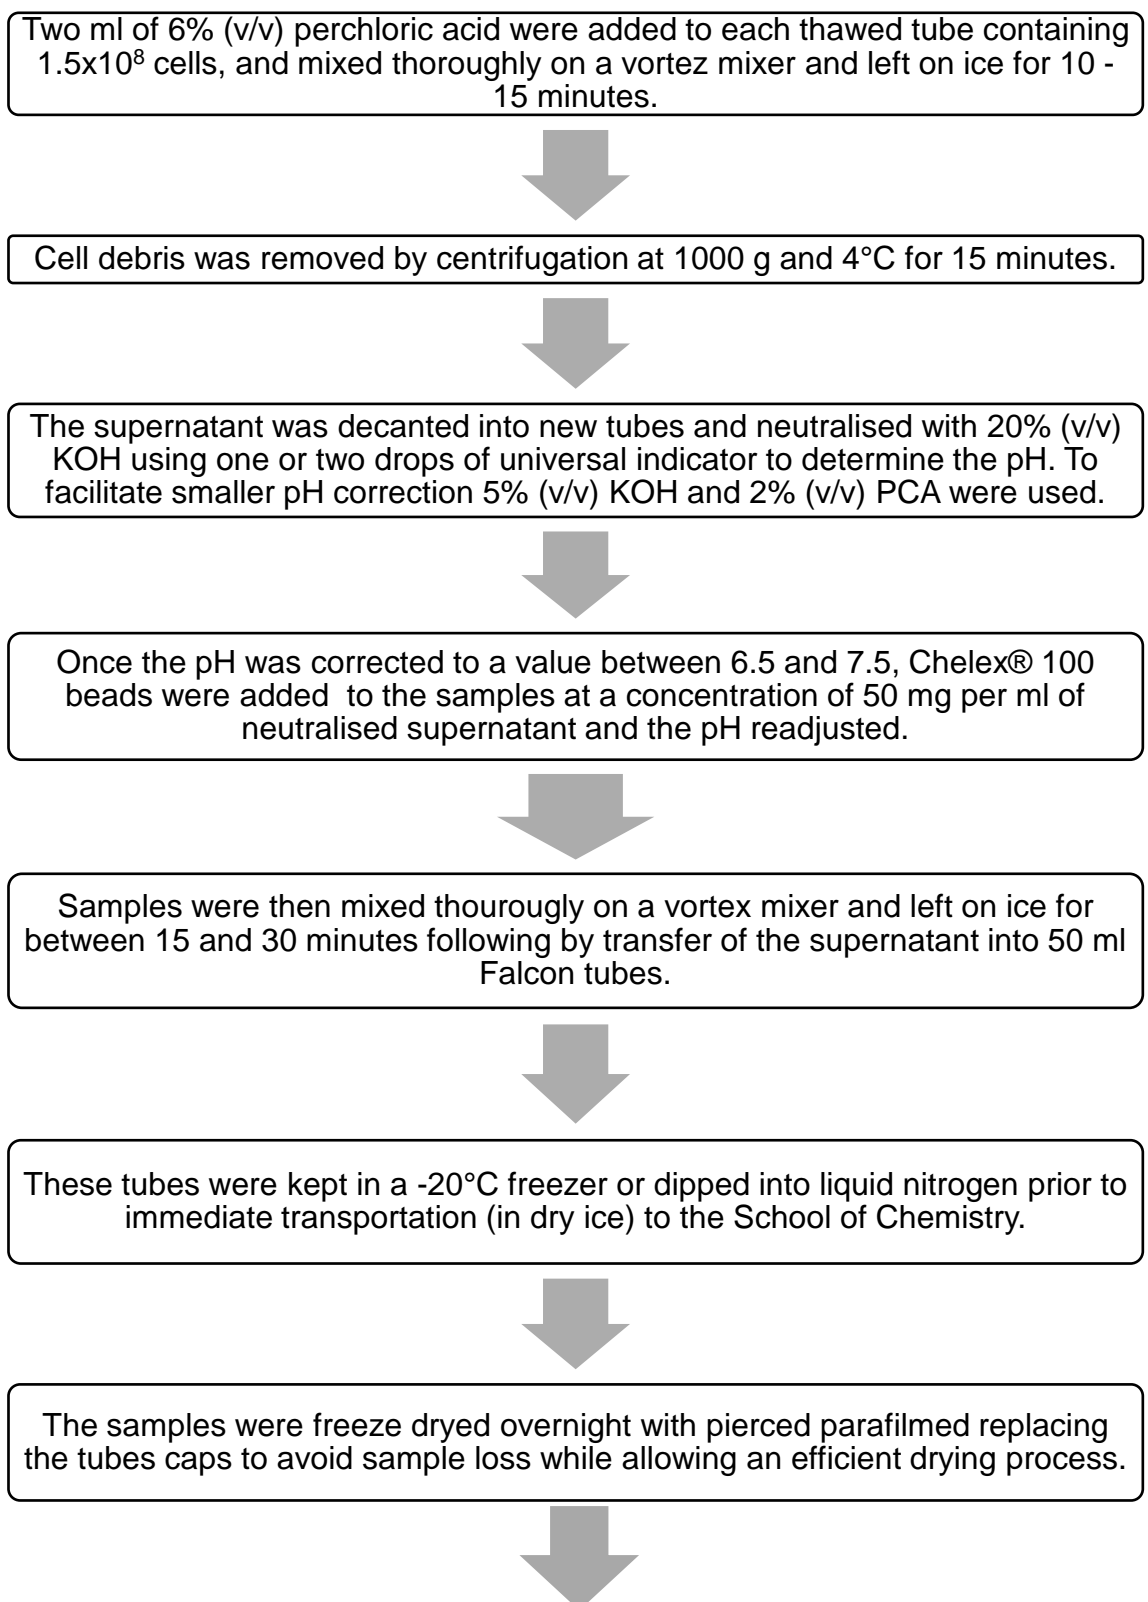 Two ml of 6% (v/v) perchloric acid were added to each thawed tube containing
1.5x10⁸ cells, and mixed thoroughly on a vortez mixer and left on ice for 10 -
15 minutes.
Cell debris was removed by centrifugation at 1000 g and 4°C for 15 minutes.
The supernatant was decanted into new tubes and neutralised with 20% (v/v)
KOH using one or two drops of universal indicator to determine the pH. To
facilitate smaller pH correction 5% (v/v) KOH and 2% (v/v) PCA were used.
Once the pH was corrected to a value between 6.5 and 7.5, Chelex® 100
beads were added to the samples at a concentration of 50 mg per ml of
neutralised supernatant and the pH readjusted.
Samples were then mixed thourougly on a vortex mixer and left on ice for
between 15 and 30 minutes following by transfer of the supernatant into 50 ml
Falcon tubes.
These tubes were kept in a -20°C freezer or dipped into liquid nitrogen prior to
immediate transportation (in dry ice) to the School of Chemistry.
The samples were freeze dryed overnight with pierced parafilmed replacing
the tubes caps to avoid sample loss while allowing an efficient drying process.